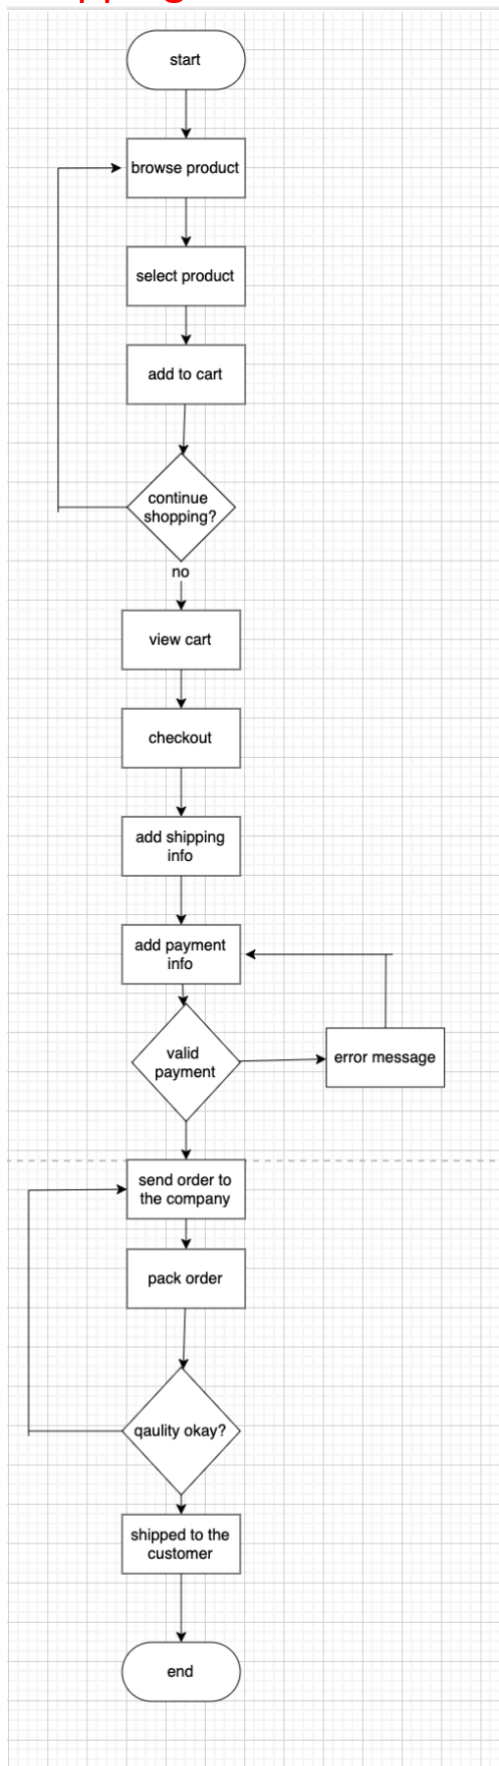 start
browse product
select product
add to cart
continue
shopping?
no
view cart
checkout
add shipping
info
add payment
info
valid
payment
error message
send order to
the company
pack order
qaulity okay?
shipped to the
customer
end